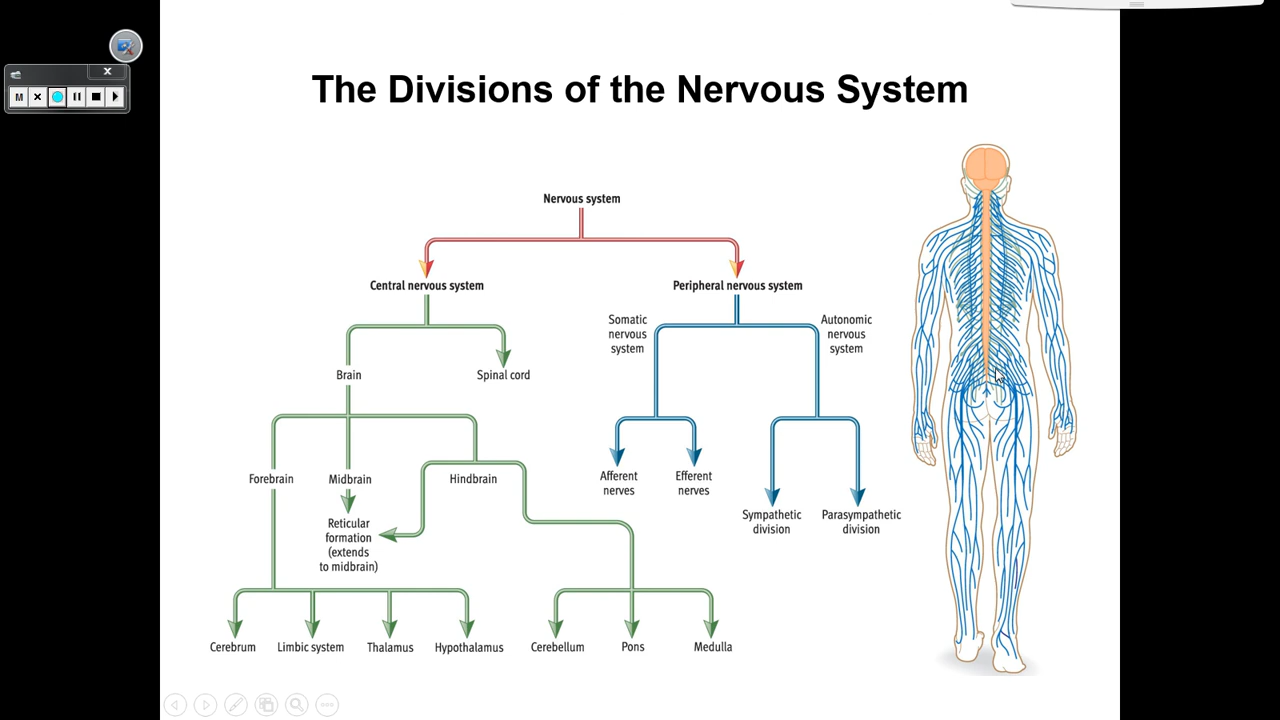 M
The Divisions of the Nervous System
Nervous system
Central nervous system
Peripheral nervous system
Somatic
nervous
system
Autonomic
nervous
system
Brain
Spinal cord
Forebrain
Midbrain
Hindbrain
Afferent
nerves
Efferent
nerves
Reticular
formation
(extends
to midbrain)
Sympathetic
division
Parasympathetic
division
Cerebrum
Limbic system
Thalamus
Hypothalamus
Cerebellum
Pons
Medulla